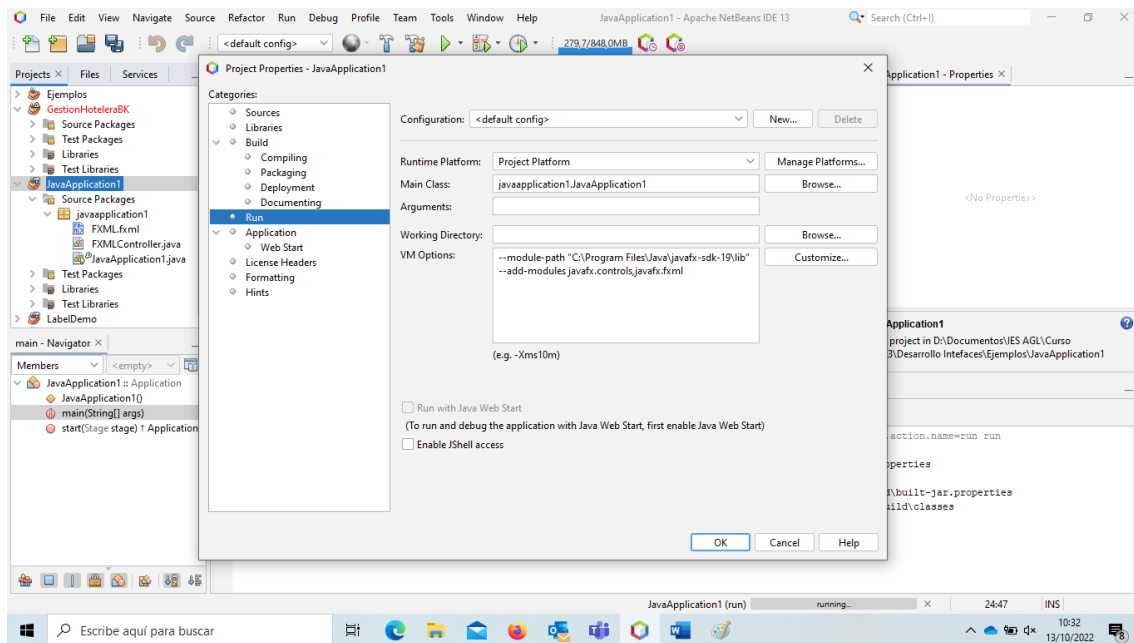 File Edit View Navigate Source Refactor Run Debug Profile Team Tools Window Help
JavaApplication1 - Apache NetBeans IDE 13
Search (Ctrl+I)
<default config>
279,7/848,0MB
Projects
Files
Services
Ejemplos
GestionHoteleraBK
Source Packages
Test Packages
Libraries
Test Libraries
JavaApplication1
Source Packages
javaapplication1
FXML.fxml
FXMLController.java
JavaApplication1.java
Test Packages
Libraries
Test Libraries
LabelDemo
main - Navigator
Members
<empty>
JavaApplication1 :: Application
JavaApplication1()
main(String[] args)
start(Stage stage) ↑ Application
Project Properties - JavaApplication1
Categories:
Sources
Libraries
Build
Compiling
Packaging
Deployment
Documenting
Run
Application
Web Start
License Headers
Formatting
Hints
Configuration: <default config> New... Delete
Runtime Platform: Project Platform Manage Platforms...
Main Class: javaapplication1.JavaApplication1 Browse...
Arguments:
Working Directory: Browse...
VM Options: --module-path "C:\Program Files\Java\javafx-sdk-19\lib" Customize...
--add-modules javafx.controls,javafx.fxml
(e.g. -Xms10m)
Run with Java Web Start
(To run and debug the application with Java Web Start, first enable Java Web Start)
Enable JShell access
OK Cancel Help
Application1 - Properties
<No Properties>
Application1
project in D:\Documentos\IES AGL\Curso
3\Desarrollo Intefaces\Ejemplos\JavaApplication1
.action.name=run run
operties
d\built-jar.properties
uild\classes
JavaApplication1 (run) running... 24:47 INS
Escribe aquí para buscar
10:32
13/10/2022